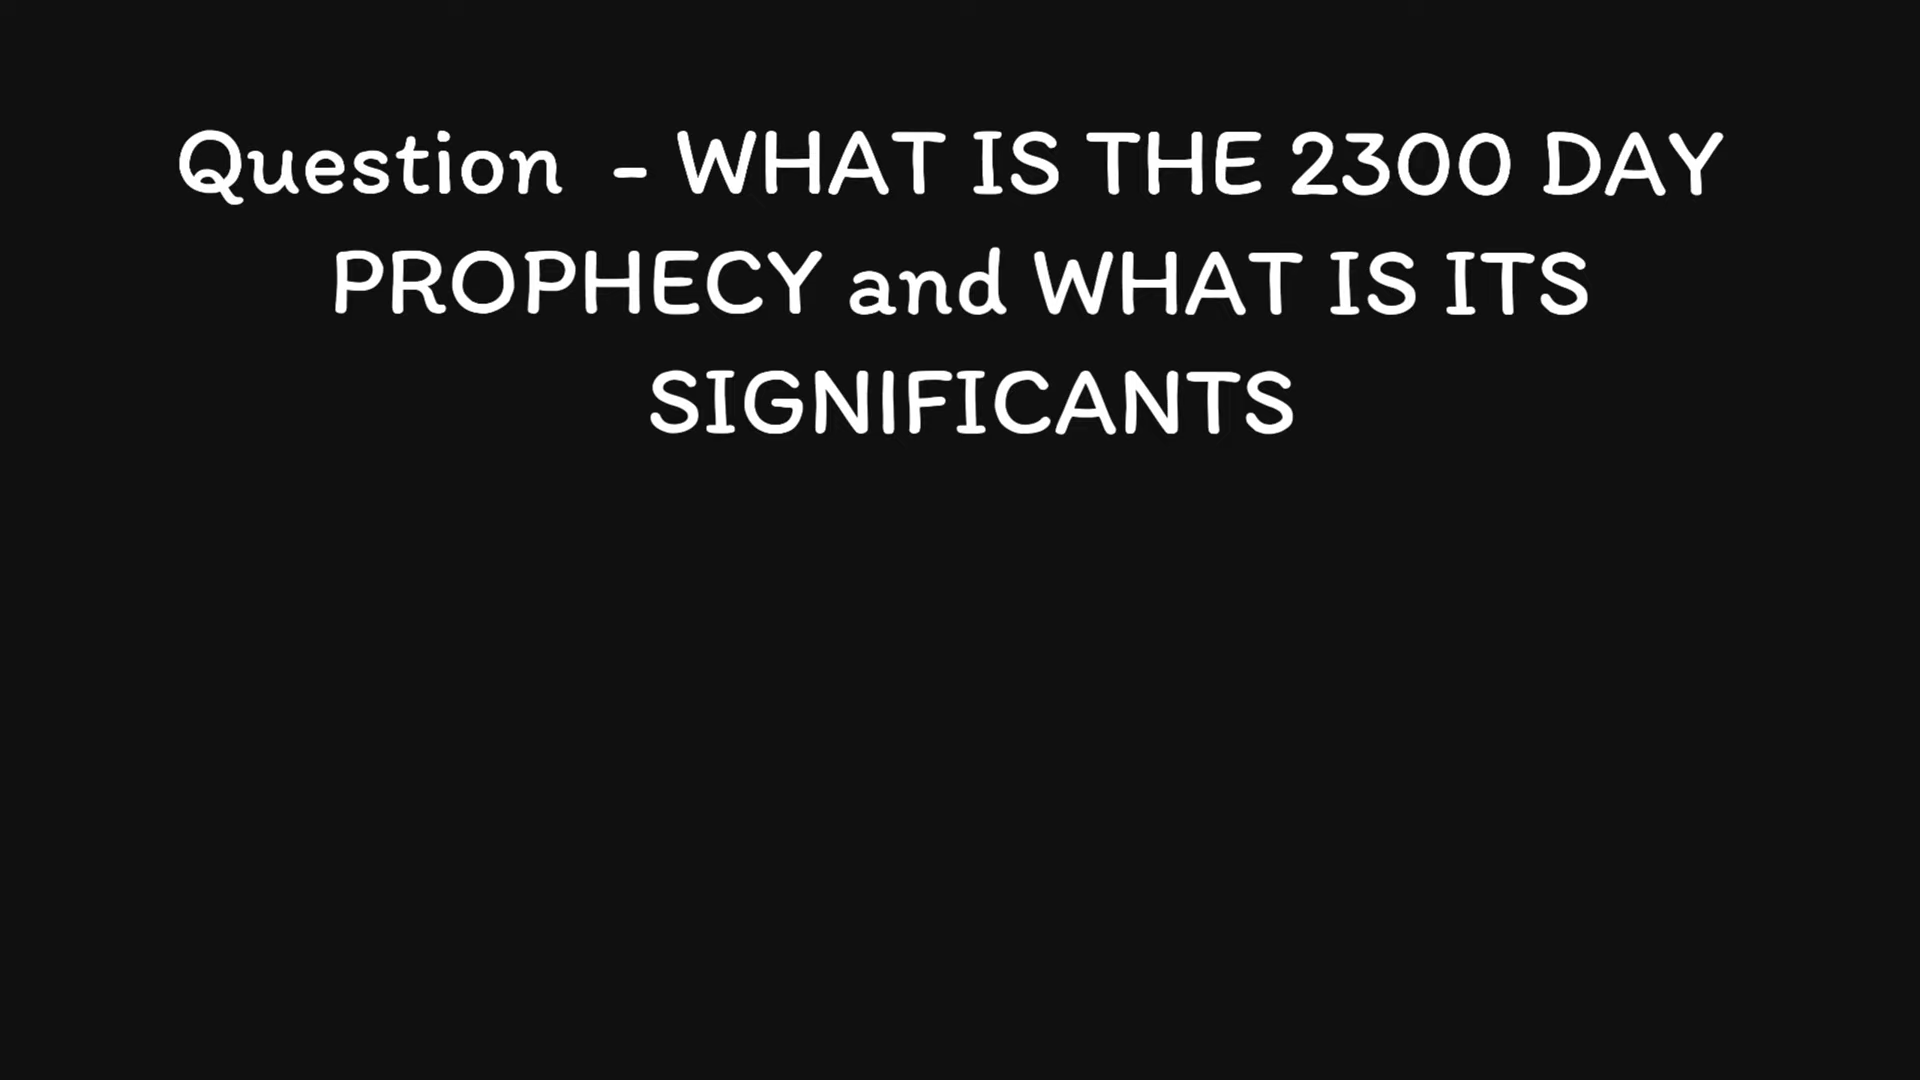 Question - WHAT IS THE 2300 DAY
PROPHECY and WHAT IS ITS
SIGNIFICANTS